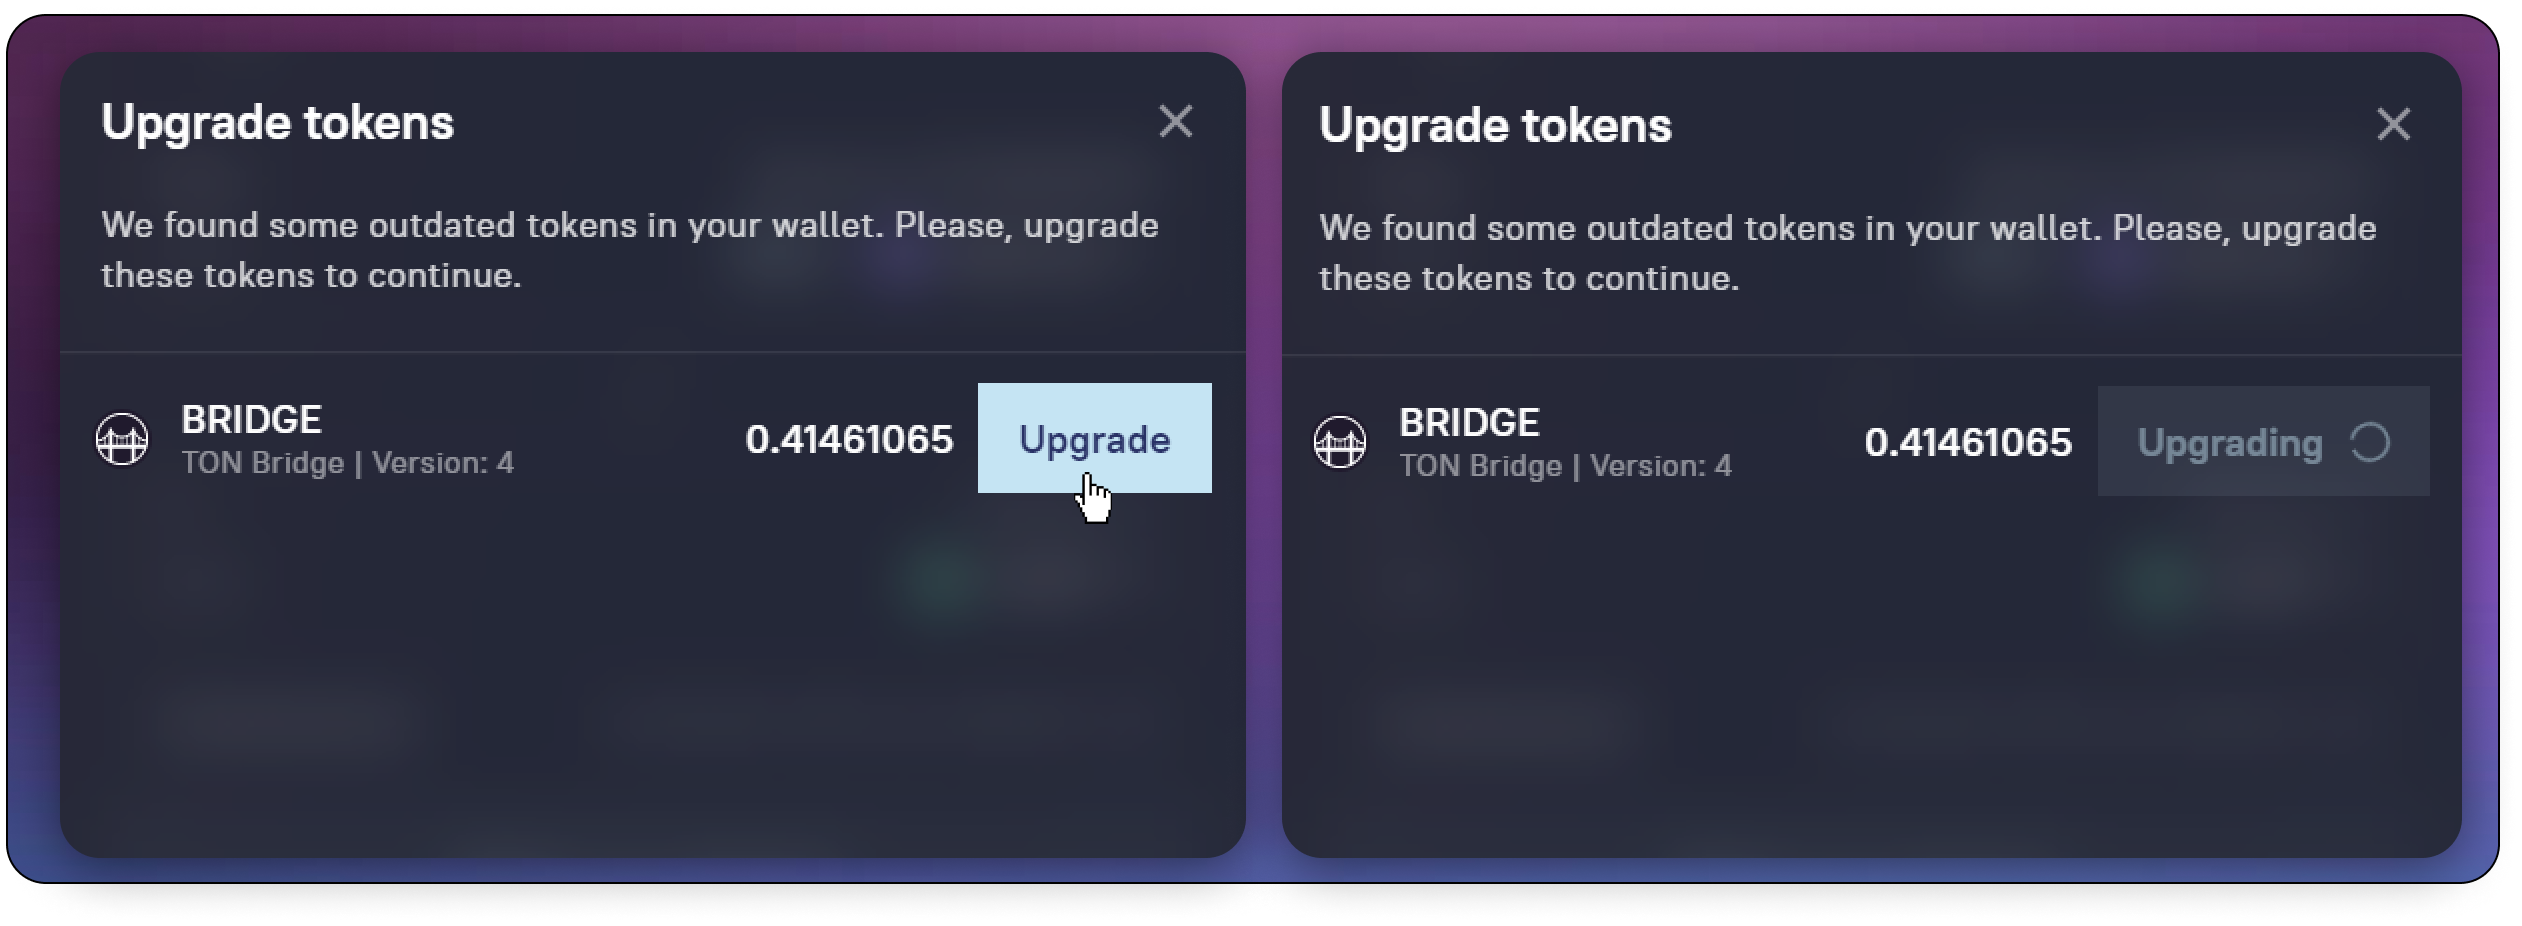 Upgrade tokens
We found some outdated tokens in your wallet. Please, upgrade
these tokens to continue.
BRIDGE
TON Bridge | Version: 4
0.41461065
Upgrade
Upgrade tokens
We found some outdated tokens in your wallet. Please, upgrade
these tokens to continue.
BRIDGE
TON Bridge | Version: 4
0.41461065
Upgrading